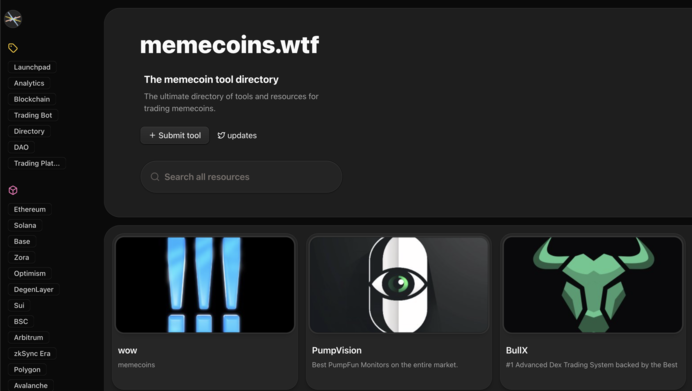 Launchpad
Analytics
Blockchain
Trading Bot
Directory
DAO
Trading Plat...
Ethereum
Solana
Base
Zora
Optimism
DegenLayer
Sui
BSC
Arbitrum
zkSync Era
Polygon
Avalanche
memecoins.wtf
The memecoin tool directory
The ultimate directory of tools and resources for
trading memecoins.
+ Submit tool
updates
Search all resources
!!!
wow
memecoins
PumpVision
Best PumpFun Monitors on the entire market.
BullX
#1 Advanced Dex Trading System backed by the Best